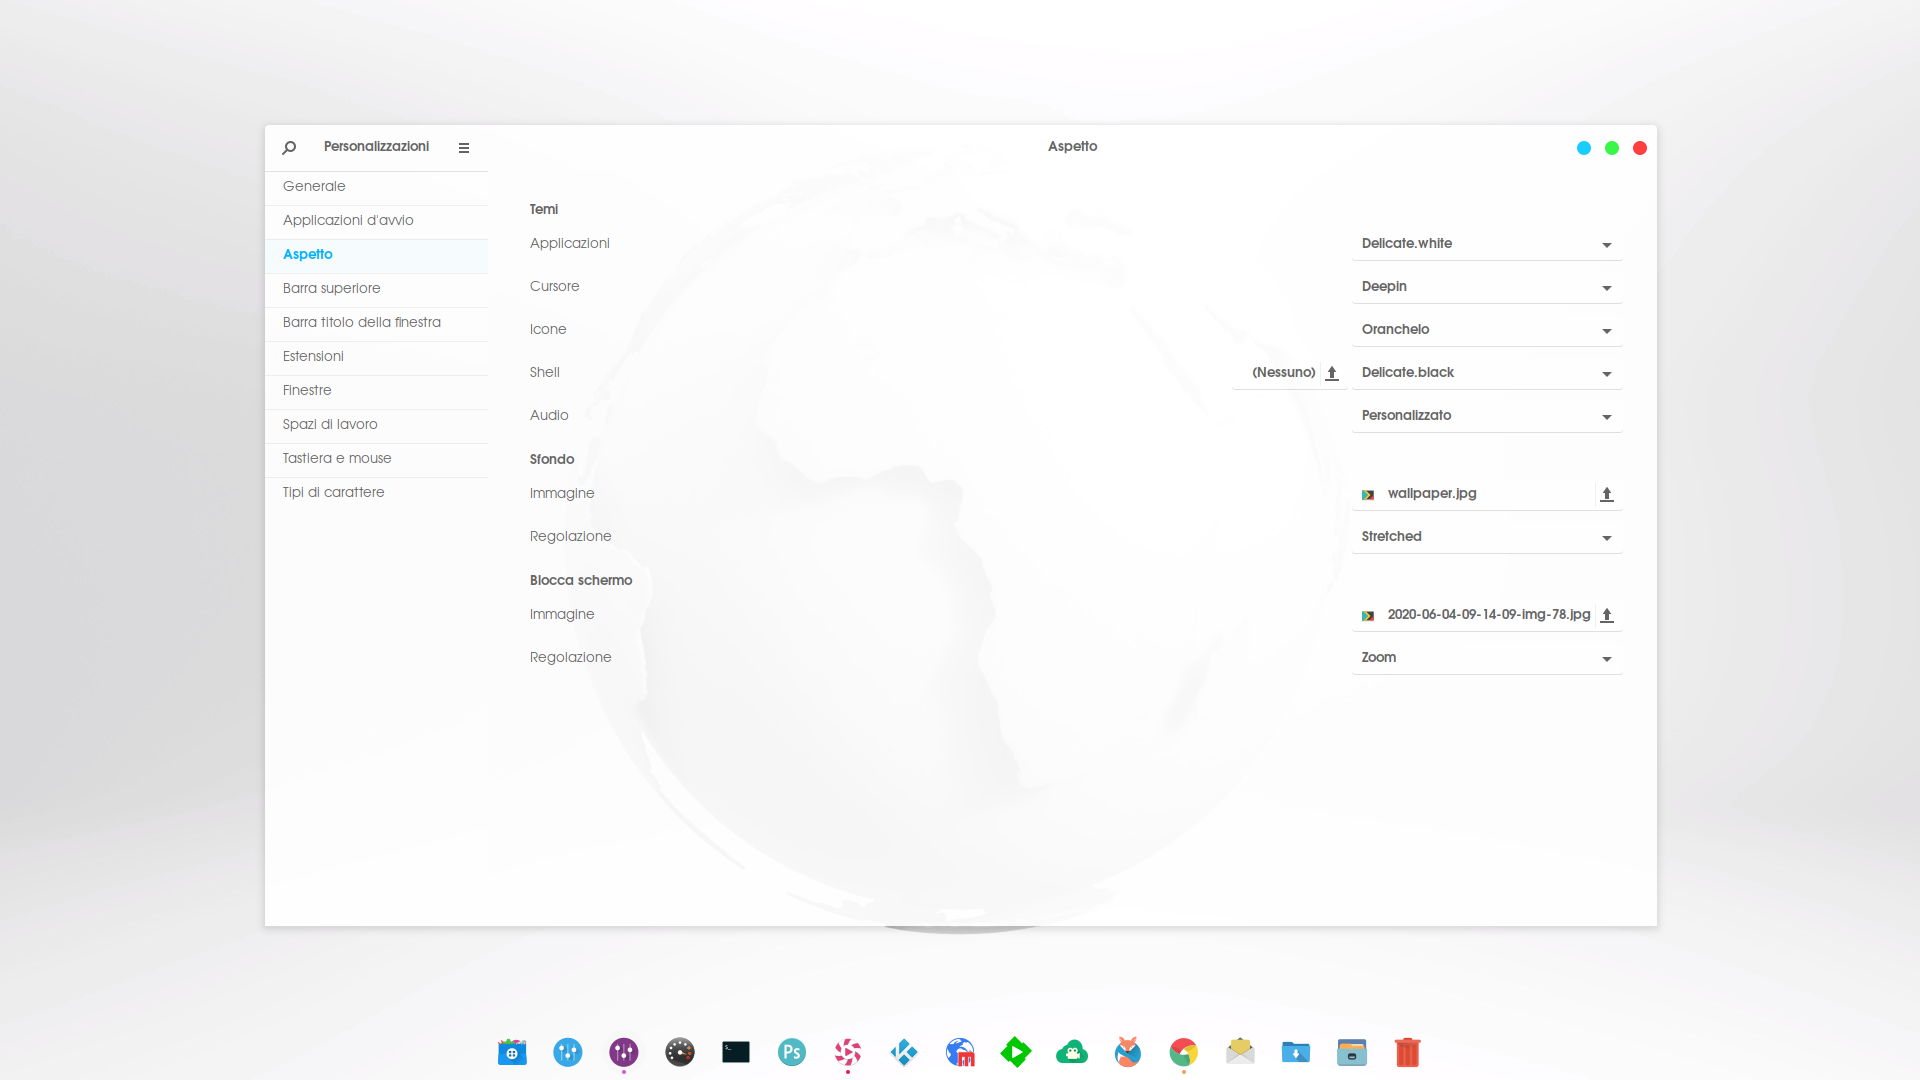 Personalizzazioni
Aspetto
Generale
Applicazioni d'avvio
Aspetto
Barra superiore
Barra titolo della finestra
Estensioni
Finestre
Spazi di lavoro
Tastiera e mouse
Tipi di carattere
Temi
Applicazioni Delicate.white
Cursore Deepin
Icone Oranchelo
Shell (Nessuno) Delicate.black
Audio Personalizzato
Sfondo
Immagine wallpaper.jpg
Regolazione Stretched
Blocca schermo
Immagine 2020-06-04-09-14-09-img-78.jpg
Regolazione Zoom
Ps